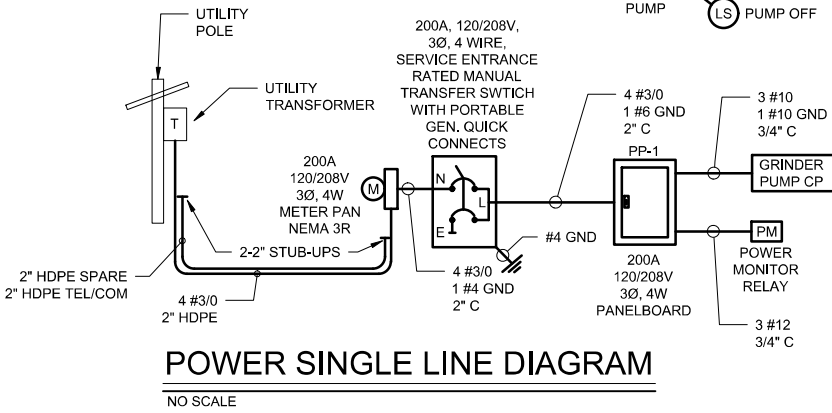 UTILITY
POLE
PUMP
LS
PUMP OFF
200A, 120/208V,
3Ø, 4 WIRE,
SERVICE ENTRANCE
RATED MANUAL
TRANSFER SWTICH
WITH PORTABLE
GEN. QUICK
CONNECTS
UTILITY
TRANSFORMER
T
4 #3/0
1 #6 GND
2" C
3 #10
1 #10 GND
3/4" C
PP-1
GRINDER
PUMP CP
200A
120/208V
3Ø, 4W
METER PAN
NEMA 3R
M
N
L
E
#4 GND
PM
POWER
MONITOR
RELAY
2-2" STUB-UPS
200A
120/208V
3Ø, 4W
PANELBOARD
2" HDPE SPARE
2" HDPE TEL/COM
4 #3/0
2" HDPE
4 #3/0
1 #4 GND
2" C
3 #12
3/4" C
POWER SINGLE LINE DIAGRAM
NO SCALE